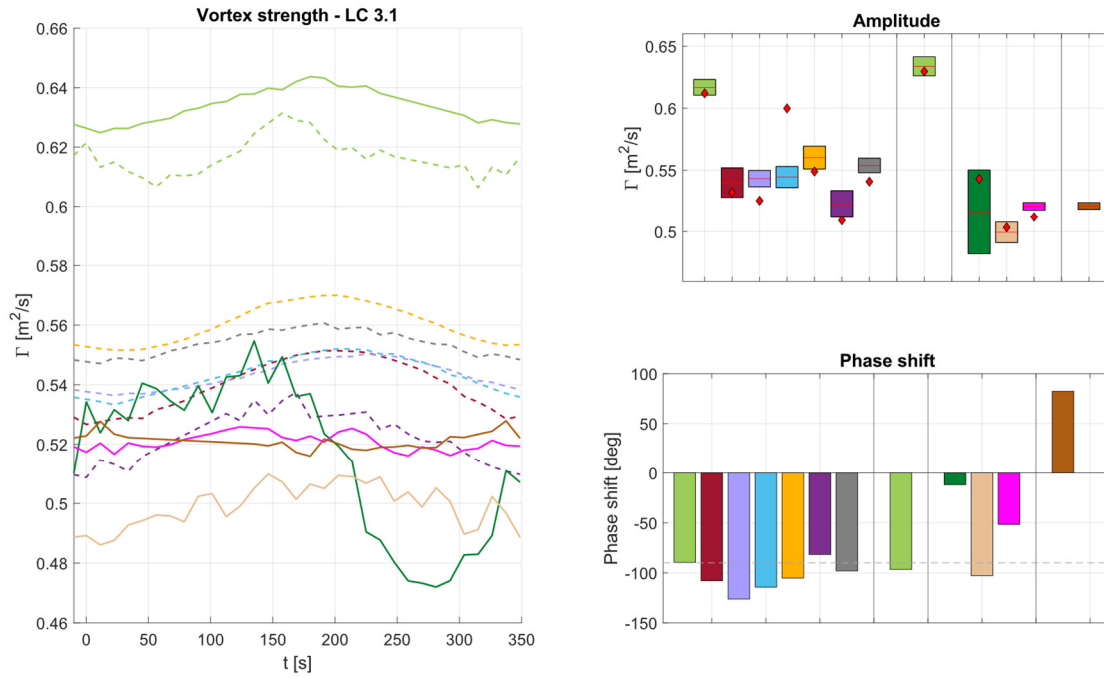 Vortex strength - LC 3.1
0.66
0.64
0.62
0.6
0.58
0.56
0.54
0.52
0.5
0.48
0.46
Γ [m²/s]
0 50 100 150 200 250 300 350
t [s]
Amplitude
0.65
0.6
0.55
0.5
Γ [m²/s]
Phase shift
100
50
0
-50
-100
-150
Phase shift [deg]